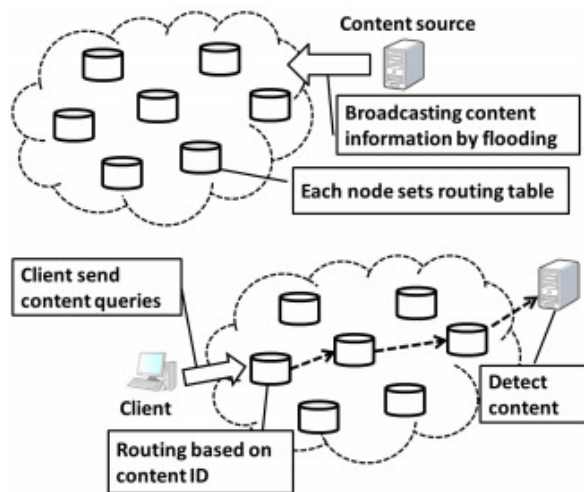 Content source
Broadcasting content
information by flooding
Each node sets routing table
Client send
content queries
Client
Detect
content
Routing based on
content ID